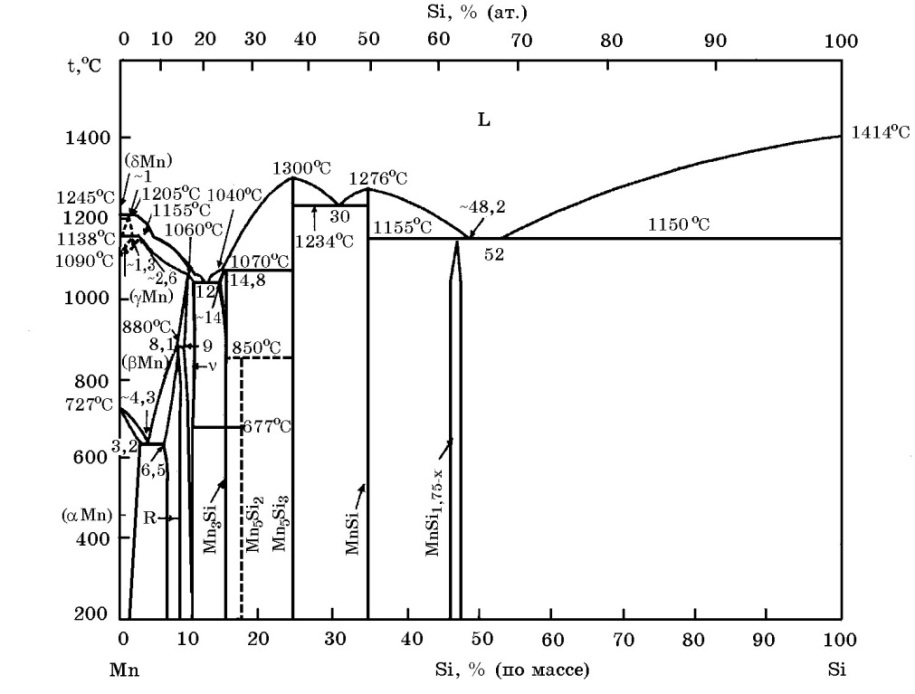 Si, % (ат.)
0 10 20 30 40 50 60 70 80 90 100
t,°C
L
1400
1414°C
(δMn)
~1
1300°C
1276°C
1245°C
1205°C
1040°C
1200
1155°C
~48,2
30
1138°C
1060°C
1234°C
1155°C
1150°C
52
1090°C
~1,3
~2,6
1070°C
14,8
(γMn)
12
1000
~14
880°C
8,1
9
850°C
(βMn)
ν
800
~4,3
727°C
677°C
3,2
600
6,5
(αMn)
R
Mn₃Si
Mn₅Si₂
Mn₅Si₃
MnSi
MnSi₁,₇₅₋ₓ
400
200
0 10 20 30 40 50 60 70 80 90 100
Mn
Si, % (по массе)
Si